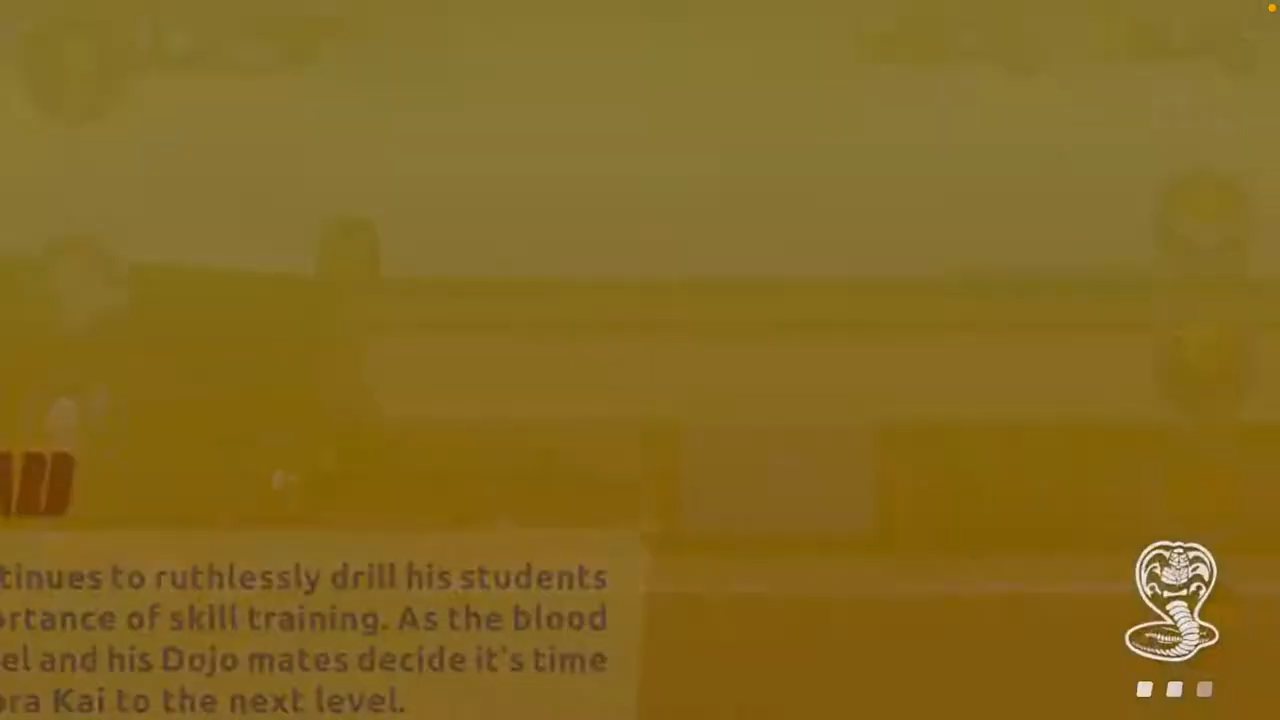 tinues to ruthlessly drill his students
ortance of skill training. As the blood
el and his Dojo mates decide it's time
ora Kai to the next level.